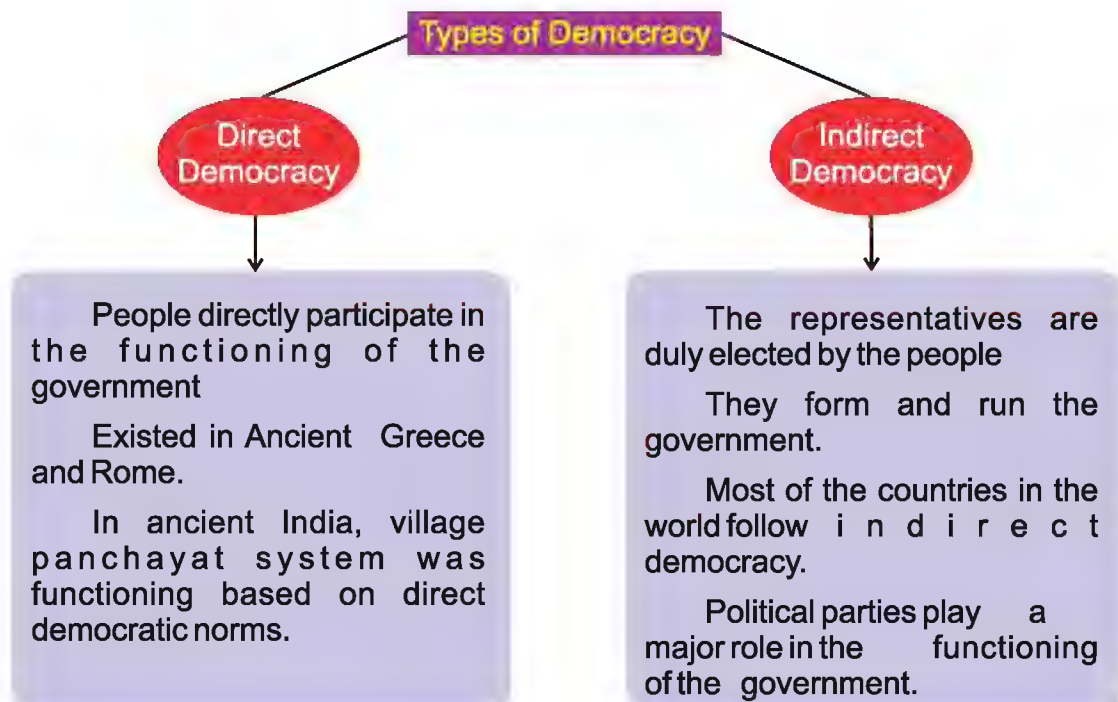 Types of Democracy
Direct
Democracy
People directly participate in
the functioning of the
government
Existed in Ancient Greece
and Rome.
In ancient India, village
panchayat system was
functioning based on direct
democratic norms.
Indirect
Democracy
The representatives are
duly elected by the people
They form and run the
government.
Most of the countries in the
world follow indirect
democracy.
Political parties play a
major role in the functioning
of the government.